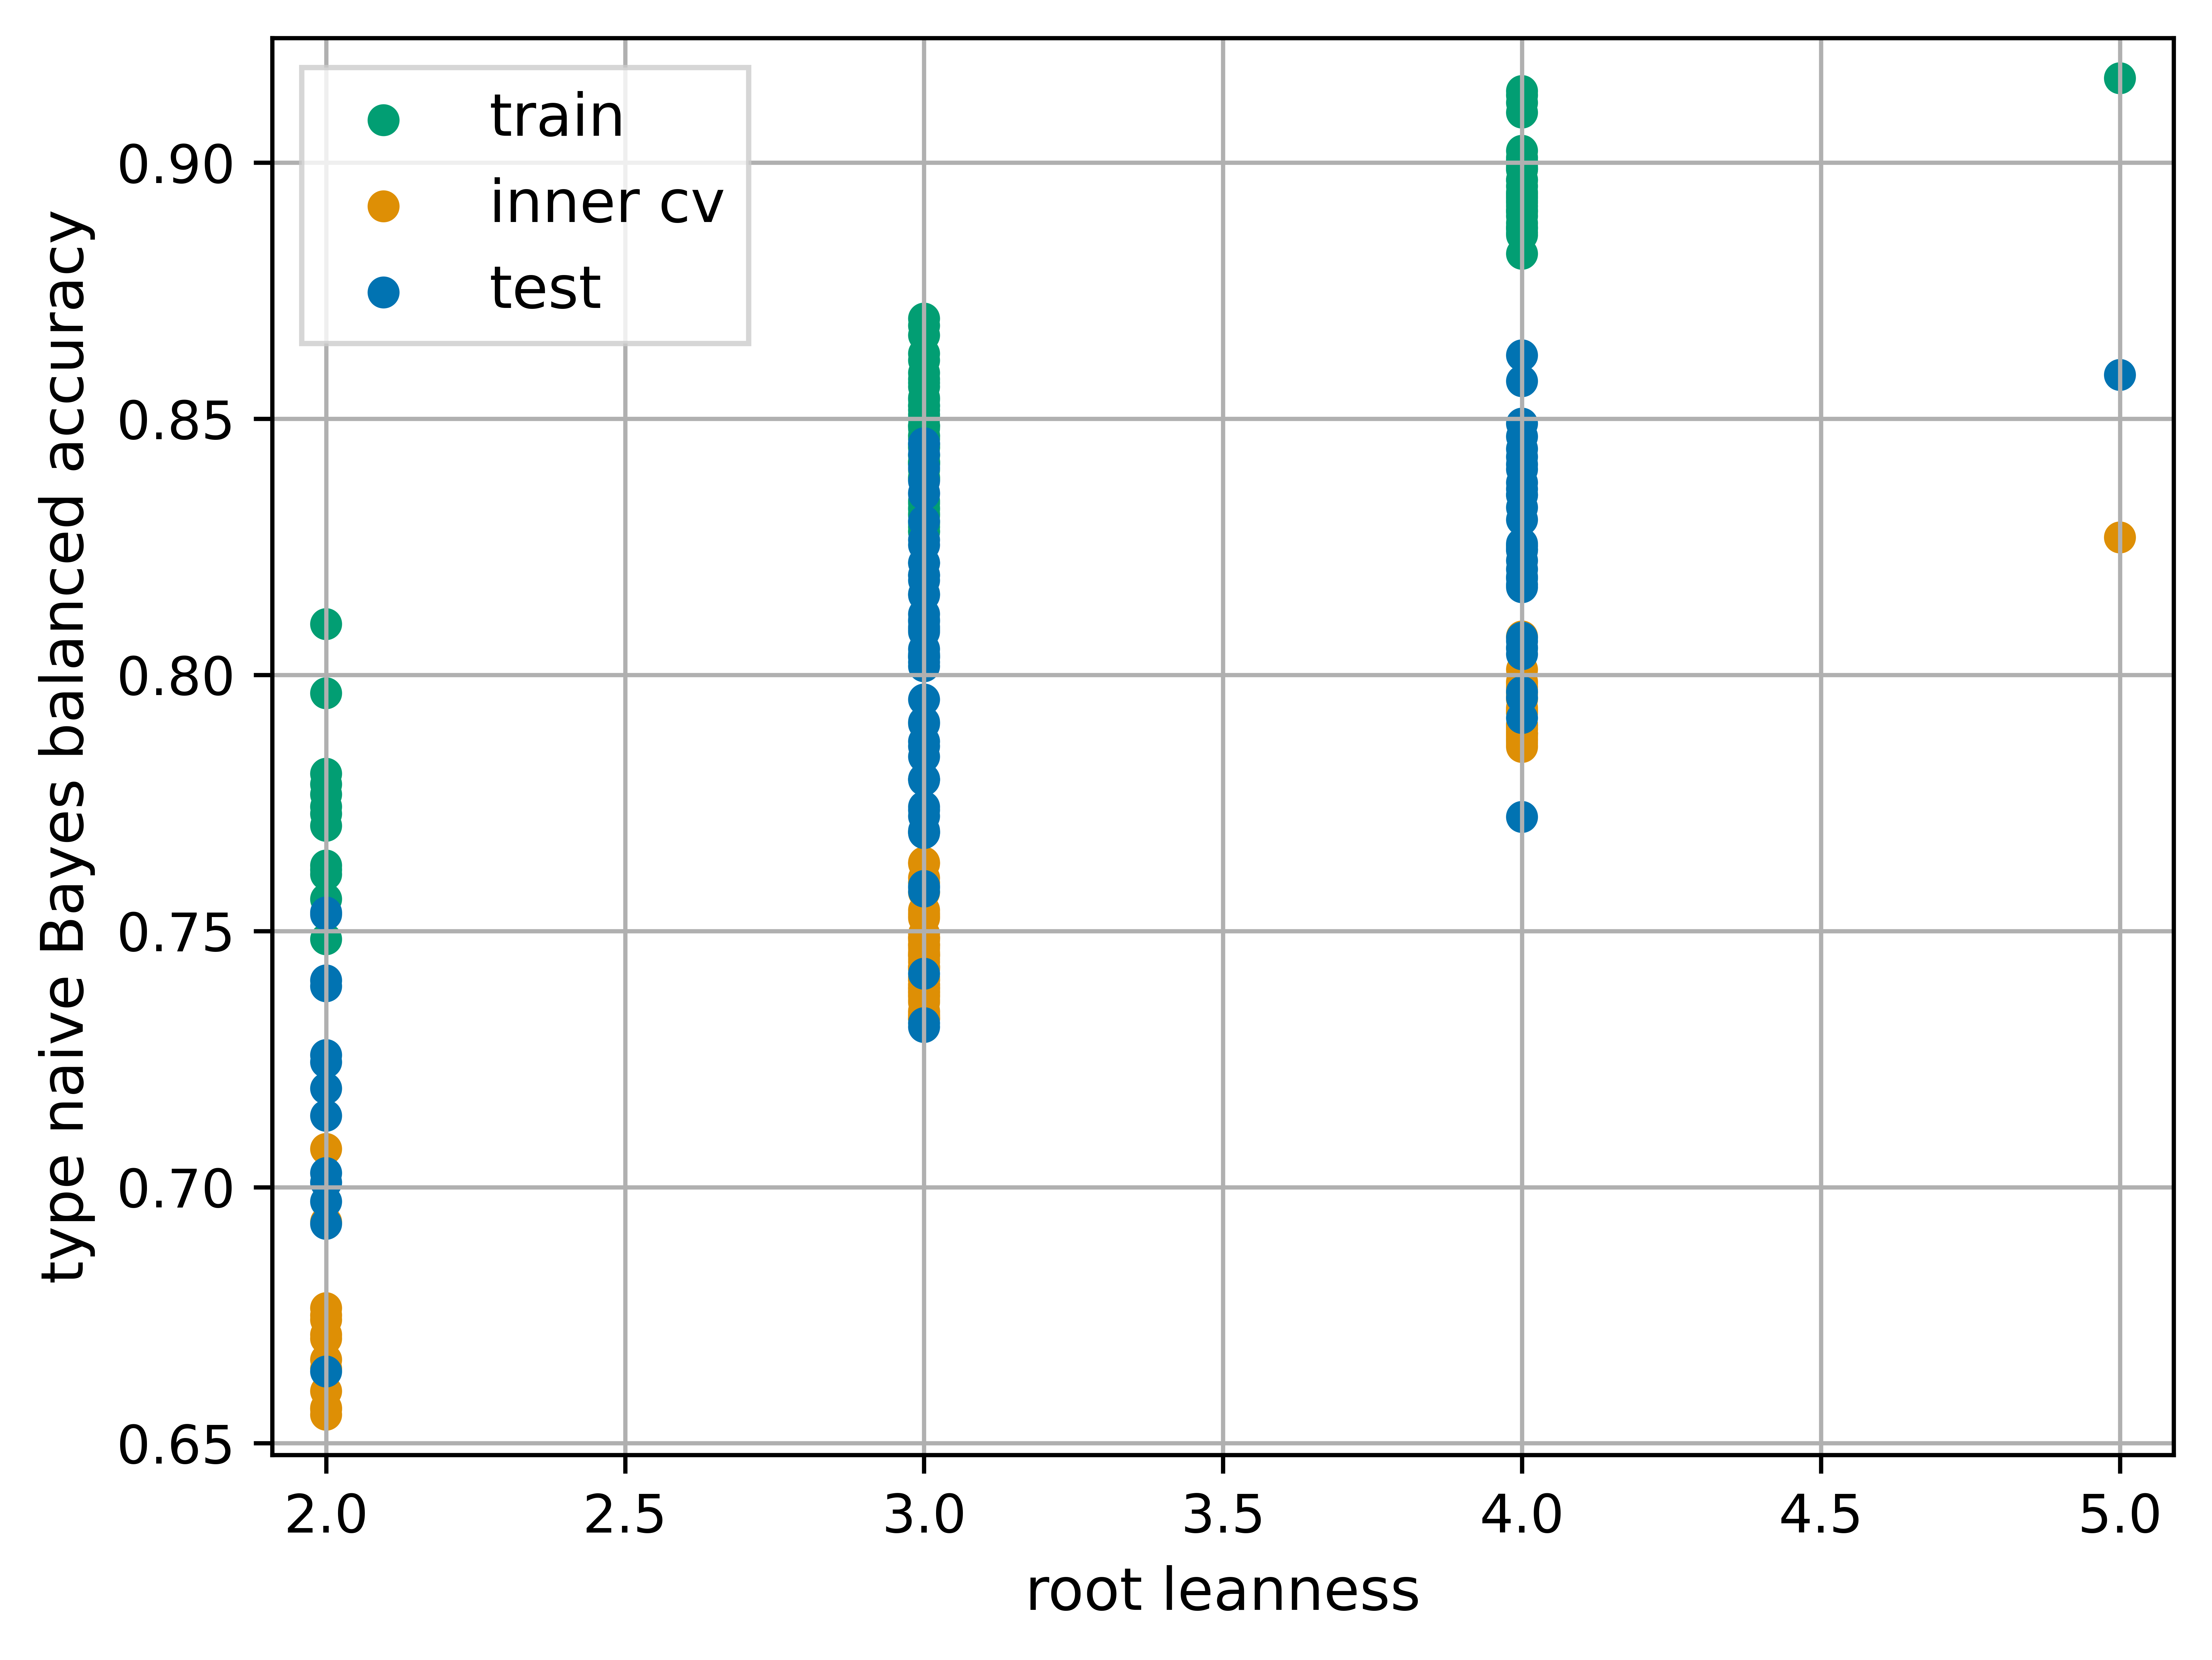 train
inner cv
test
type naive Bayes balanced accuracy
0.90
0.85
0.80
0.75
0.70
0.65
2.0 2.5 3.0 3.5 4.0 4.5 5.0
root leanness